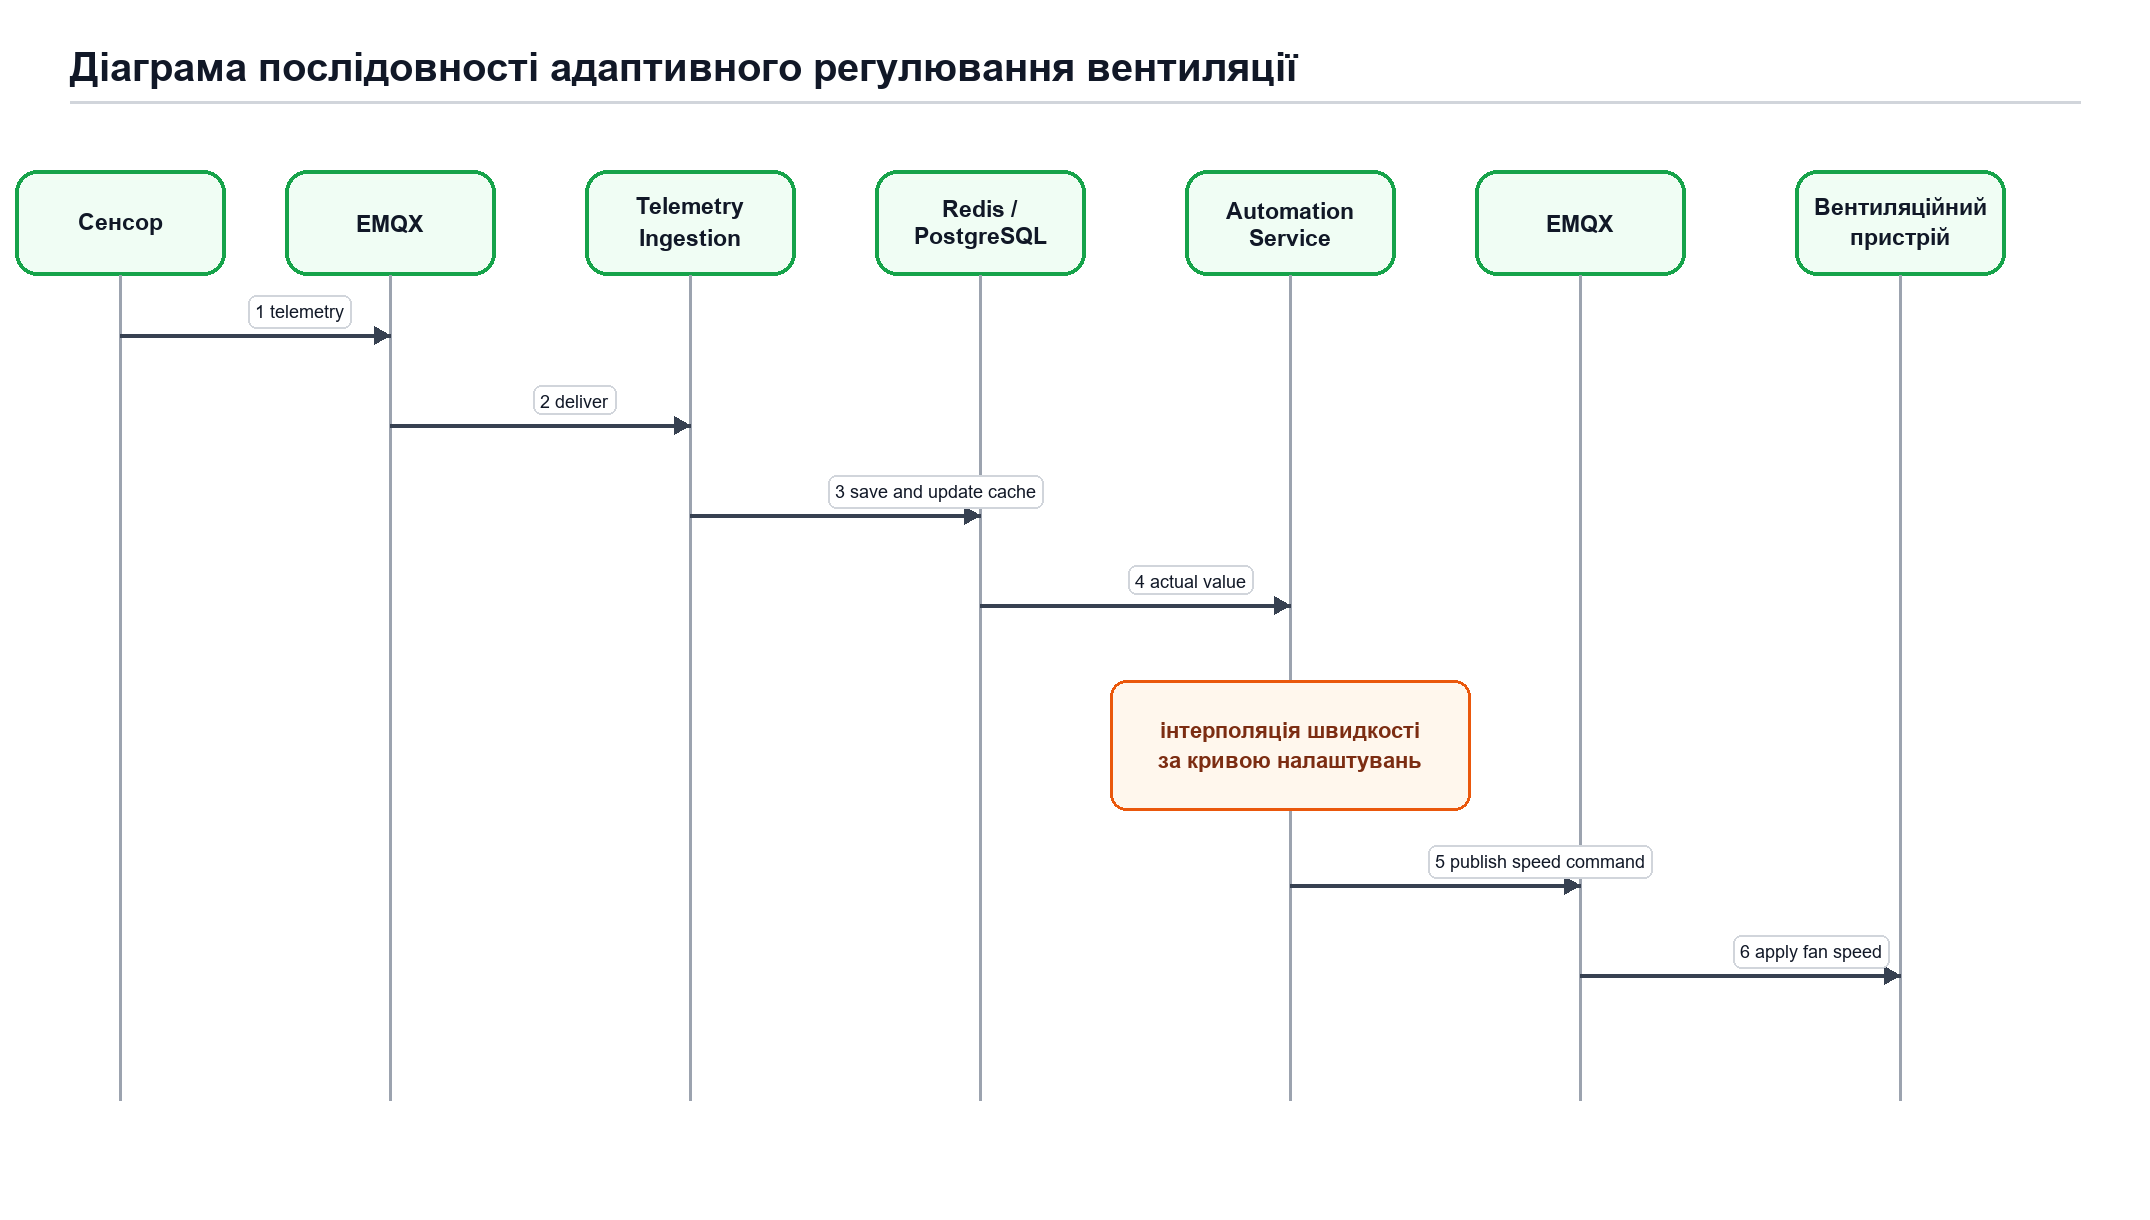 Діаграма послідовності адаптивного регулювання вентиляції
Сенсор
EMQX
Telemetry
Ingestion
Redis /
PostgreSQL
Automation
Service
EMQX
Вентиляційний
пристрій
1 telemetry
2 deliver
3 save and update cache
4 actual value
інтерполяція швидкості
за кривою налаштувань
5 publish speed command
6 apply fan speed